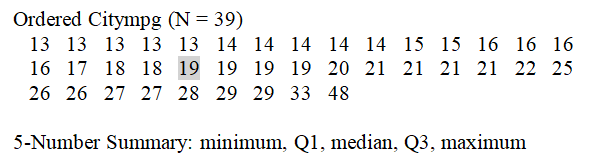 Ordered Citympg (N = 39)
13 13 13 13 13 14 14 14 14 14 15 15 16 16 16
16 17 18 18 19 19 19 19 20 21 21 21 21 22 25
26 26 27 27 28 29 29 33 48
5-Number Summary: minimum, Q1, median, Q3, maximum